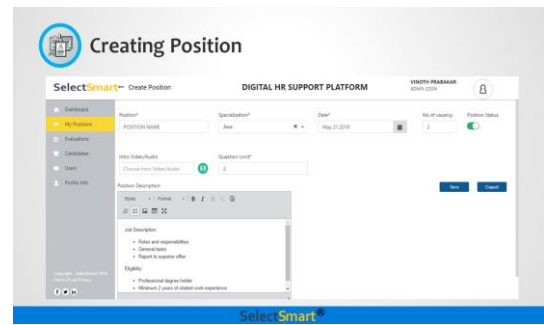 Creating Position
SelectSmart Create Position DIGITAL HR SUPPORT PLATFORM VINOTH PRABAKAR
ADMIN LOGIN
Dashboard
My Positions
Evaluations
Candidates
Users
Profile Info
Position* Specialization* Date* No of vacancy Position Status
POSITION NAME Java May 21,2018 2
Intro Video/Audio Question Limit*
Choose Intro Video/Audio 2
Save Cancel
Position Description
Styles Format B I
Job Description
Roles and responsibilities
General tasks
Report to superior offer
Eligibility
Professional degree holder
Minimum 2 years of related work experience
SelectSmart®